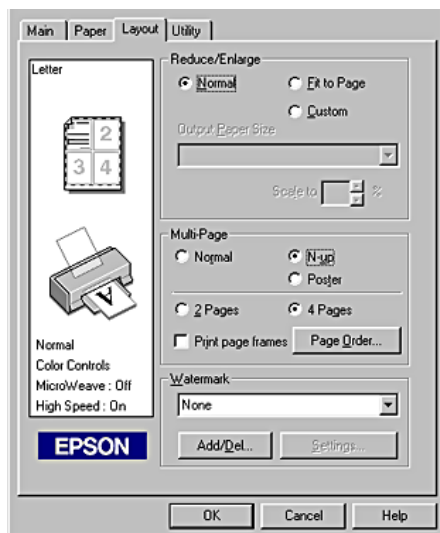 Main Paper Layout Utility
Letter
2
3 4
Normal
Color Controls
MicroWeave : Off
High Speed : On
EPSON
Reduce/Enlarge
Normal Fit to Page
Custom
Output Paper Size
Scale to %
Multi-Page
Normal N-up
Poster
2 Pages 4 Pages
Print page frames Page Order...
Watermark
None
Add/Del... Settings...
OK Cancel Help